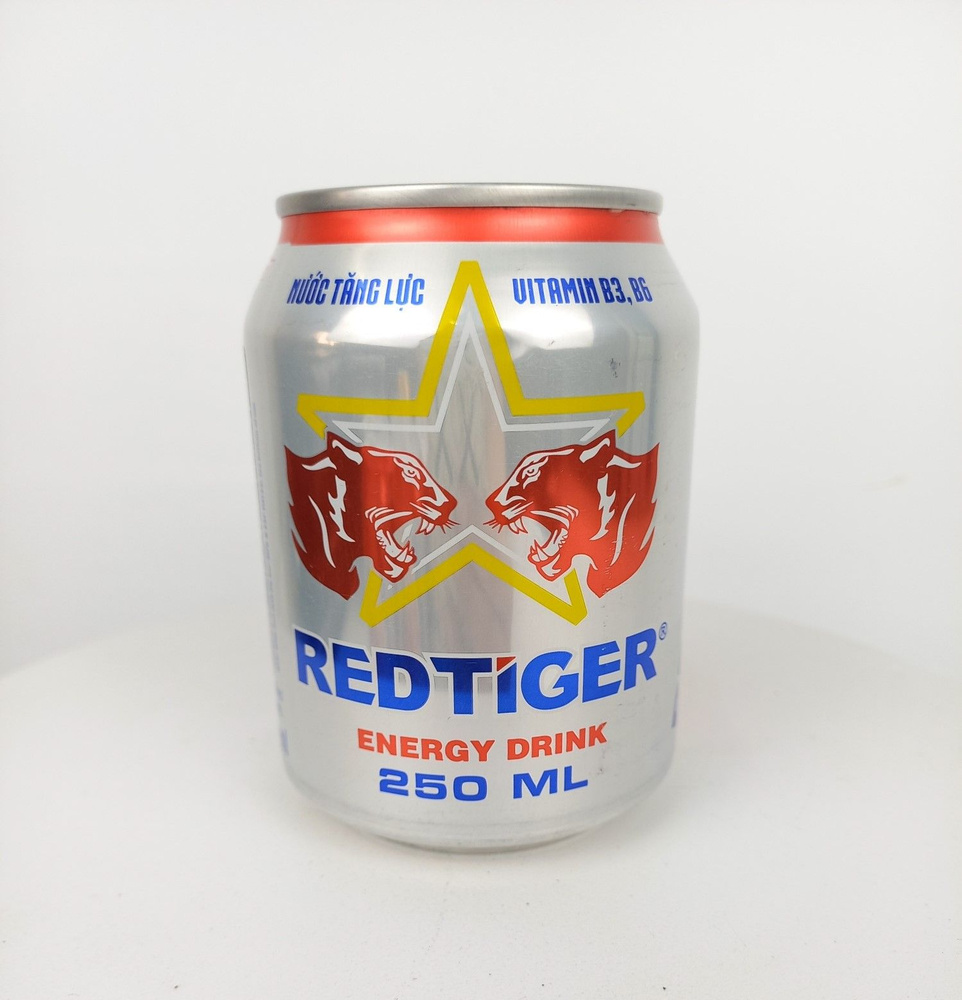 NƯỚC TĂNG LỰC
VITAMIN B3, B6
REDTiGER®
ENERGY DRINK
250 ML